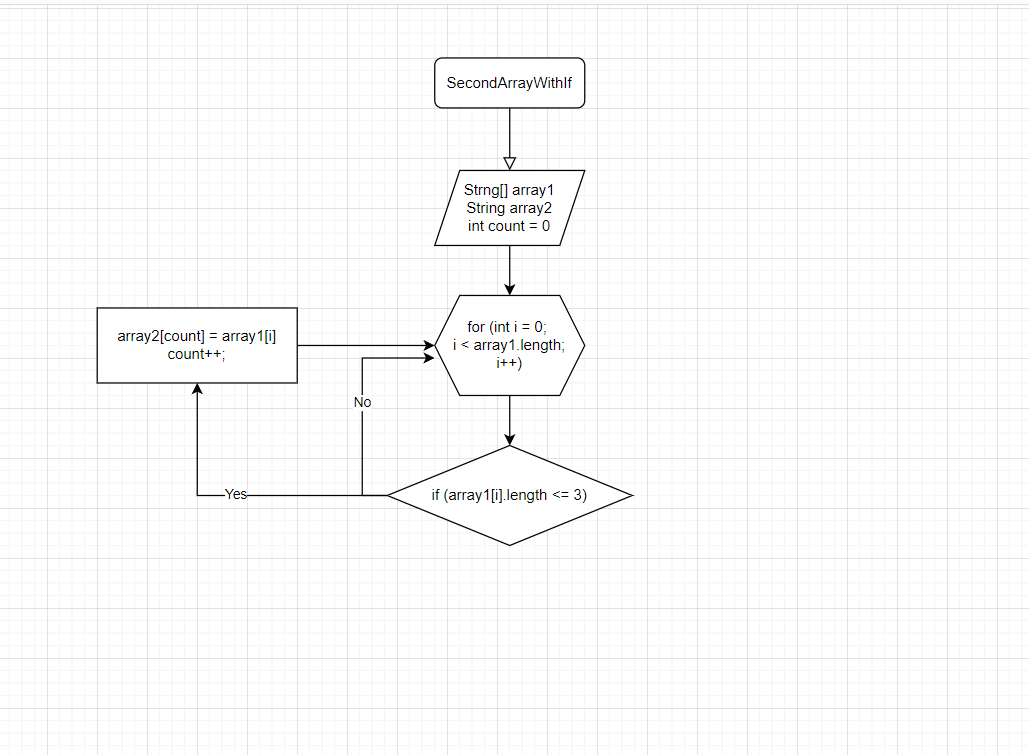 SecondArrayWithIf
Strng[] array1
String array2
int count = 0
for (int i = 0;
i < array1.length;
i++)
array2[count] = array1[i]
count++;
No
if (array1[i].length <= 3)
Yes